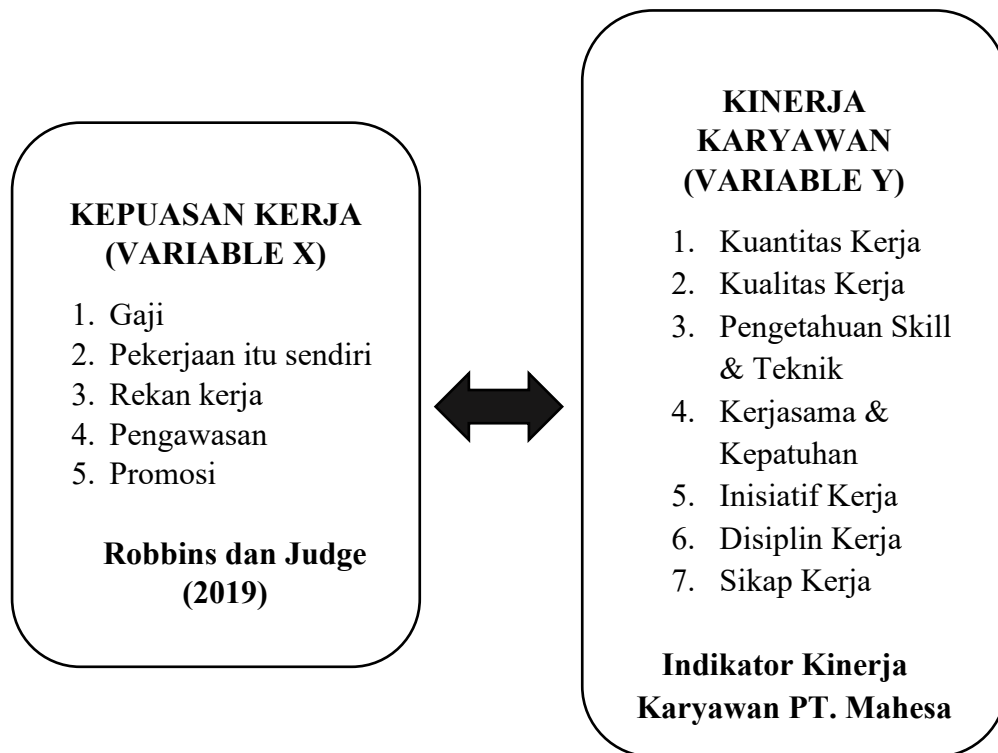 KEPUASAN KERJA
(VARIABLE X)
1. Gaji
2. Pekerjaan itu sendiri
3. Rekan kerja
4. Pengawasan
5. Promosi
Robbins dan Judge
(2019)
KINERJA
KARYAWAN
(VARIABLE Y)
1. Kuantitas Kerja
2. Kualitas Kerja
3. Pengetahuan Skill
& Teknik
4. Kerjasama &
Kepatuhan
5. Inisiatif Kerja
6. Disiplin Kerja
7. Sikap Kerja
Indikator Kinerja
Karyawan PT. Mahesa